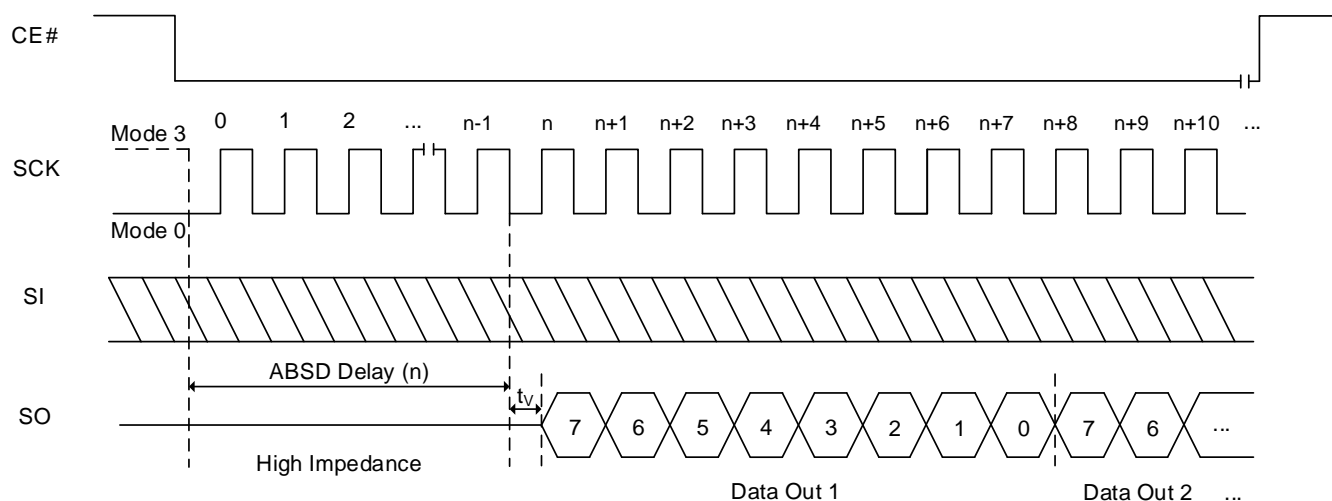 CE#
0 1 2 ... n-1 n n+1 n+2 n+3 n+4 n+5 n+6 n+7 n+8 n+9 n+10 ...
Mode 3
SCK
Mode 0
SI
ABSD Delay (n)
tV
SO
7 6 5 4 3 2 1 0 7 6 ...
High Impedance
Data Out 1 Data Out 2 ...